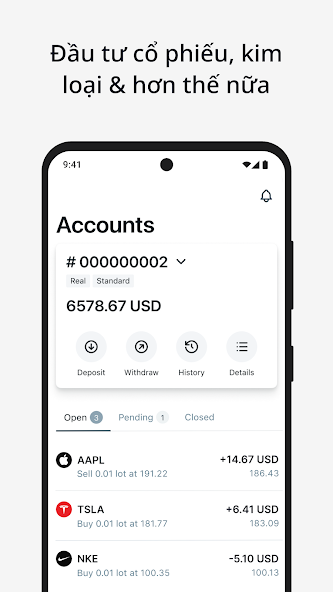 Đầu tư cổ phiếu, kim
loại & hơn thế nữa
9:41
Accounts
# 000000002
Real Standard
6578.67 USD
Deposit Withdraw History Details
Open 3 Pending 1 Closed
AAPL +14.67 USD
Sell 0.01 lot at 191.22 186.43
TSLA +6.41 USD
Buy 0.01 lot at 181.77 183.09
NKE -5.10 USD
Buy 0.01 lot at 100.35 100.13